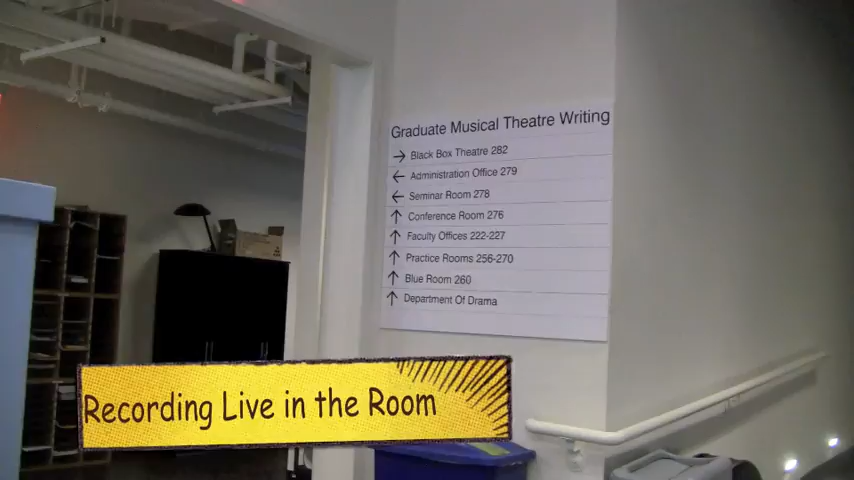 Graduate Musical Theatre Writing
→ Black Box Theatre 282
← Administration Office 279
← Seminar Room 278
↑ Conference Room 276
↑ Faculty Offices 222-227
↑ Practice Rooms 256-270
↑ Blue Room 260
↑ Department Of Drama
Recording Live in the Room